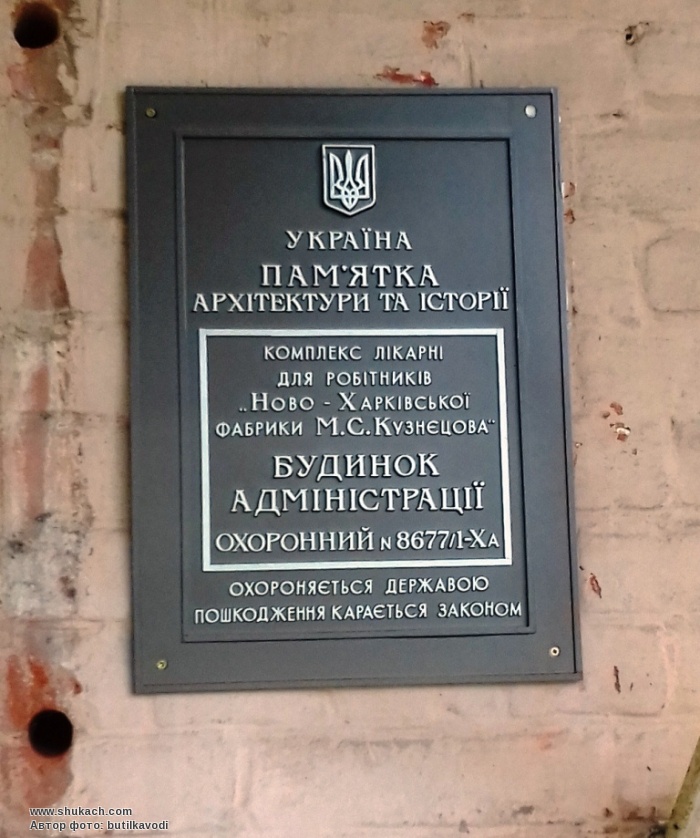 УКРАЇНА
ПАМ'ЯТКА
АРХІТЕКТУРИ ТА ІСТОРІЇ
КОМПЛЕКС ЛІКАРНІ
ДЛЯ РОБІТНИКІВ
„НОВО - ХАРКІВСЬКОЇ
ФАБРИКИ М.С.КУЗНЄЦОВА"
БУДИНОК
АДМІНІСТРАЦІЇ
ОХОРОННИЙ N 8677/1-ХА
ОХОРОНЯЄТЬСЯ ДЕРЖАВОЮ
ПОШКОДЖЕННЯ КАРАЄТЬСЯ ЗАКОНОМ
www.shukach.com
Автор фото: butilkavodi